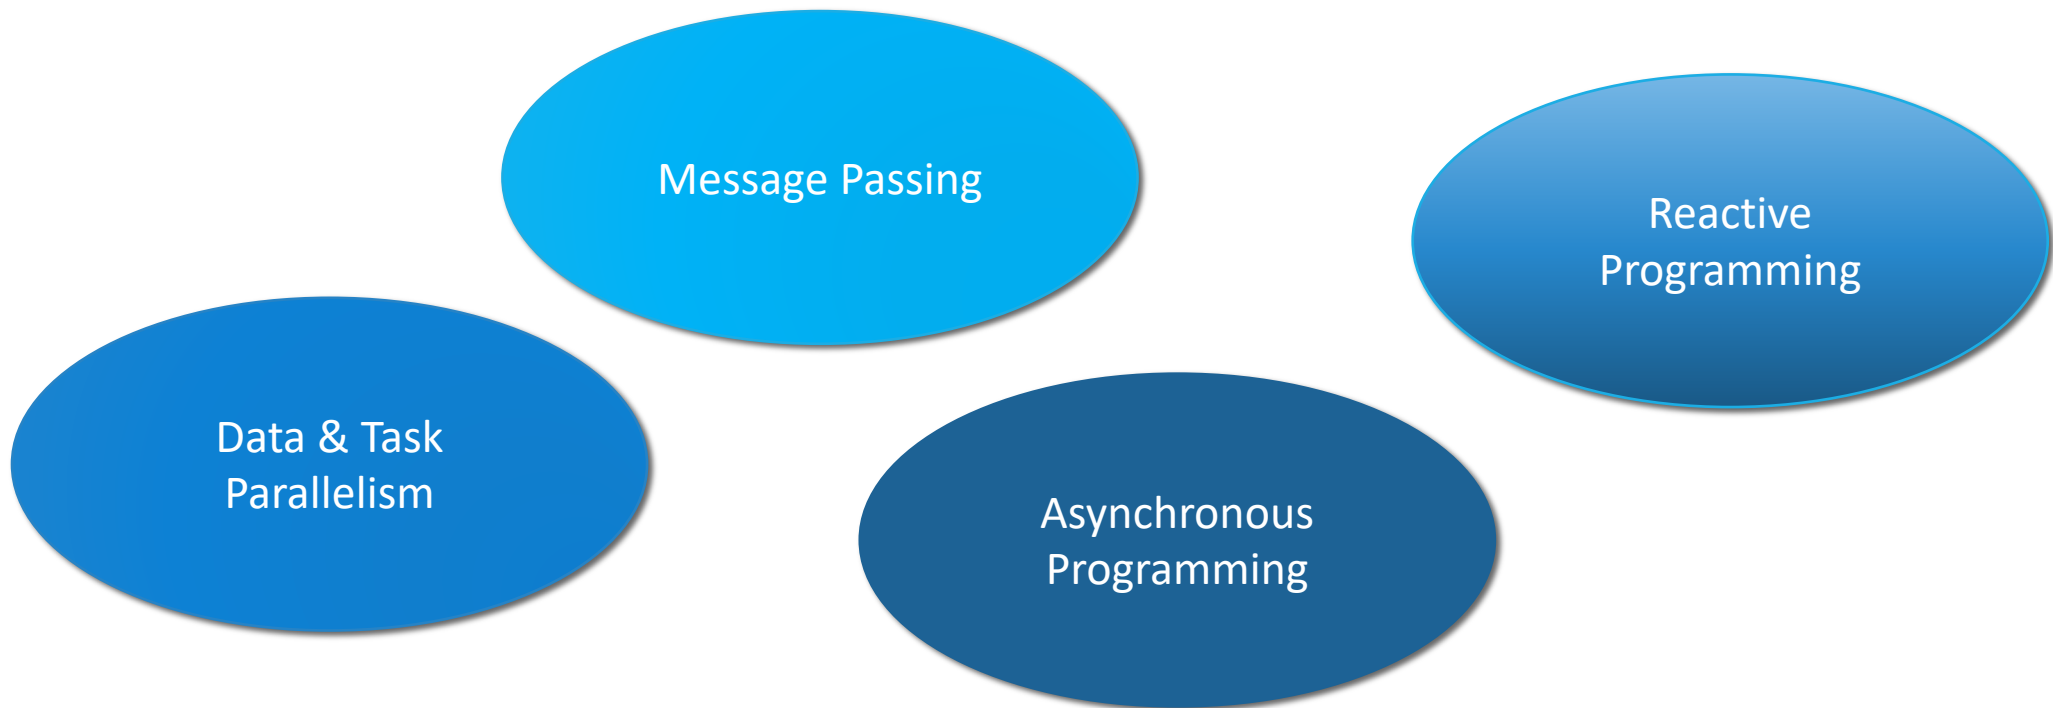 Message Passing
Reactive
Programming
Data & Task
Parallelism
Asynchronous
Programming